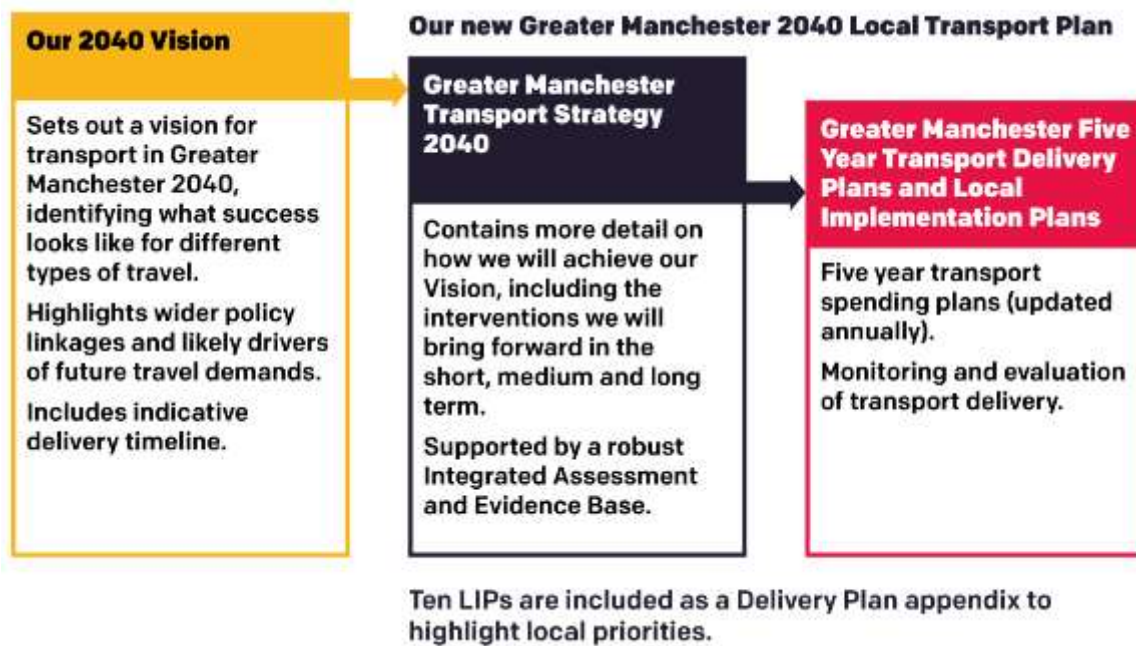 Our 2040 Vision
Sets out a vision for
transport in Greater
Manchester 2040,
identifying what success
looks like for different
types of travel.
Highlights wider policy
linkages and likely drivers
of future travel demands.
Includes indicative
delivery timeline.
Our new Greater Manchester 2040 Local Transport Plan
Greater Manchester
Transport Strategy
2040
Contains more detail on
how we will achieve our
Vision, including the
interventions we will
bring forward in the
short, medium and long
term.
Supported by a robust
Integrated Assessment
and Evidence Base.
Greater Manchester Five
Year Transport Delivery
Plans and Local
Implementation Plans
Five year transport
spending plans (updated
annually).
Monitoring and evaluation
of transport delivery.
Ten LIPs are included as a Delivery Plan appendix to
highlight local priorities.